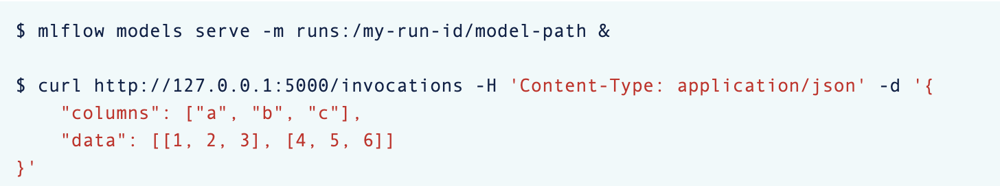 $ mlflow models serve -m runs:/my-run-id/model-path &
$ curl http://127.0.0.1:5000/invocations -H 'Content-Type: application/json' -d '{
    "columns": ["a", "b", "c"],
    "data": [[1, 2, 3], [4, 5, 6]]
}'